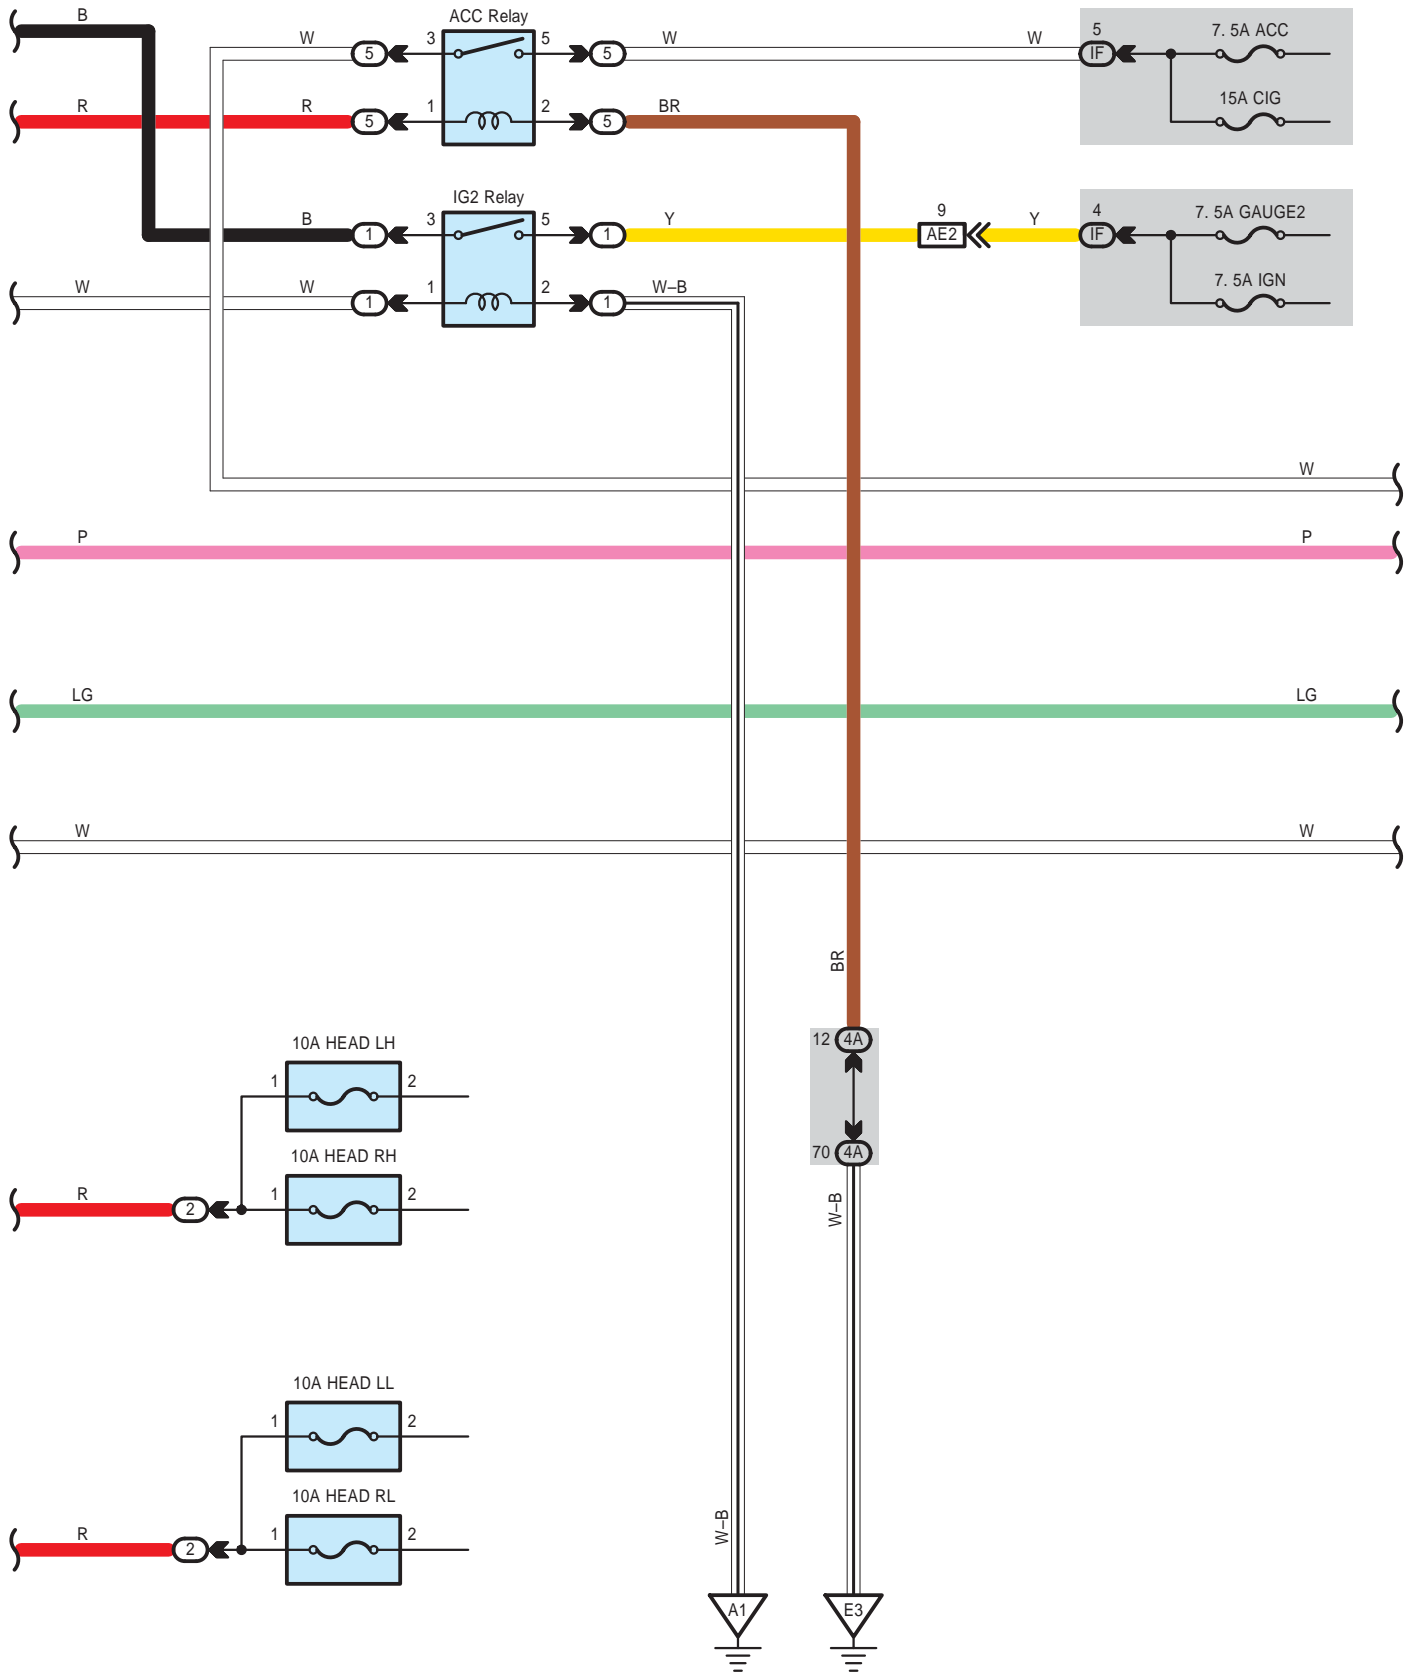 B
ACC Relay
W 5 3 5 5 W W 5 IF 7. 5A ACC
15A CIG
R R 5 1 2 5 BR
IG2 Relay
B 1 3 5 1 Y 9 AE2 Y 4 IF 7. 5A GAUGE2
7. 5A IGN
W W 1 1 2 1 W–B
W
P P
LG LG
W W
BR
12 4A
10A HEAD LH
1 2
70 4A
10A HEAD RH
R 2 1 2
W–B
10A HEAD LL
1 2
10A HEAD RL
R 2 1 2
W–B
A1 E3